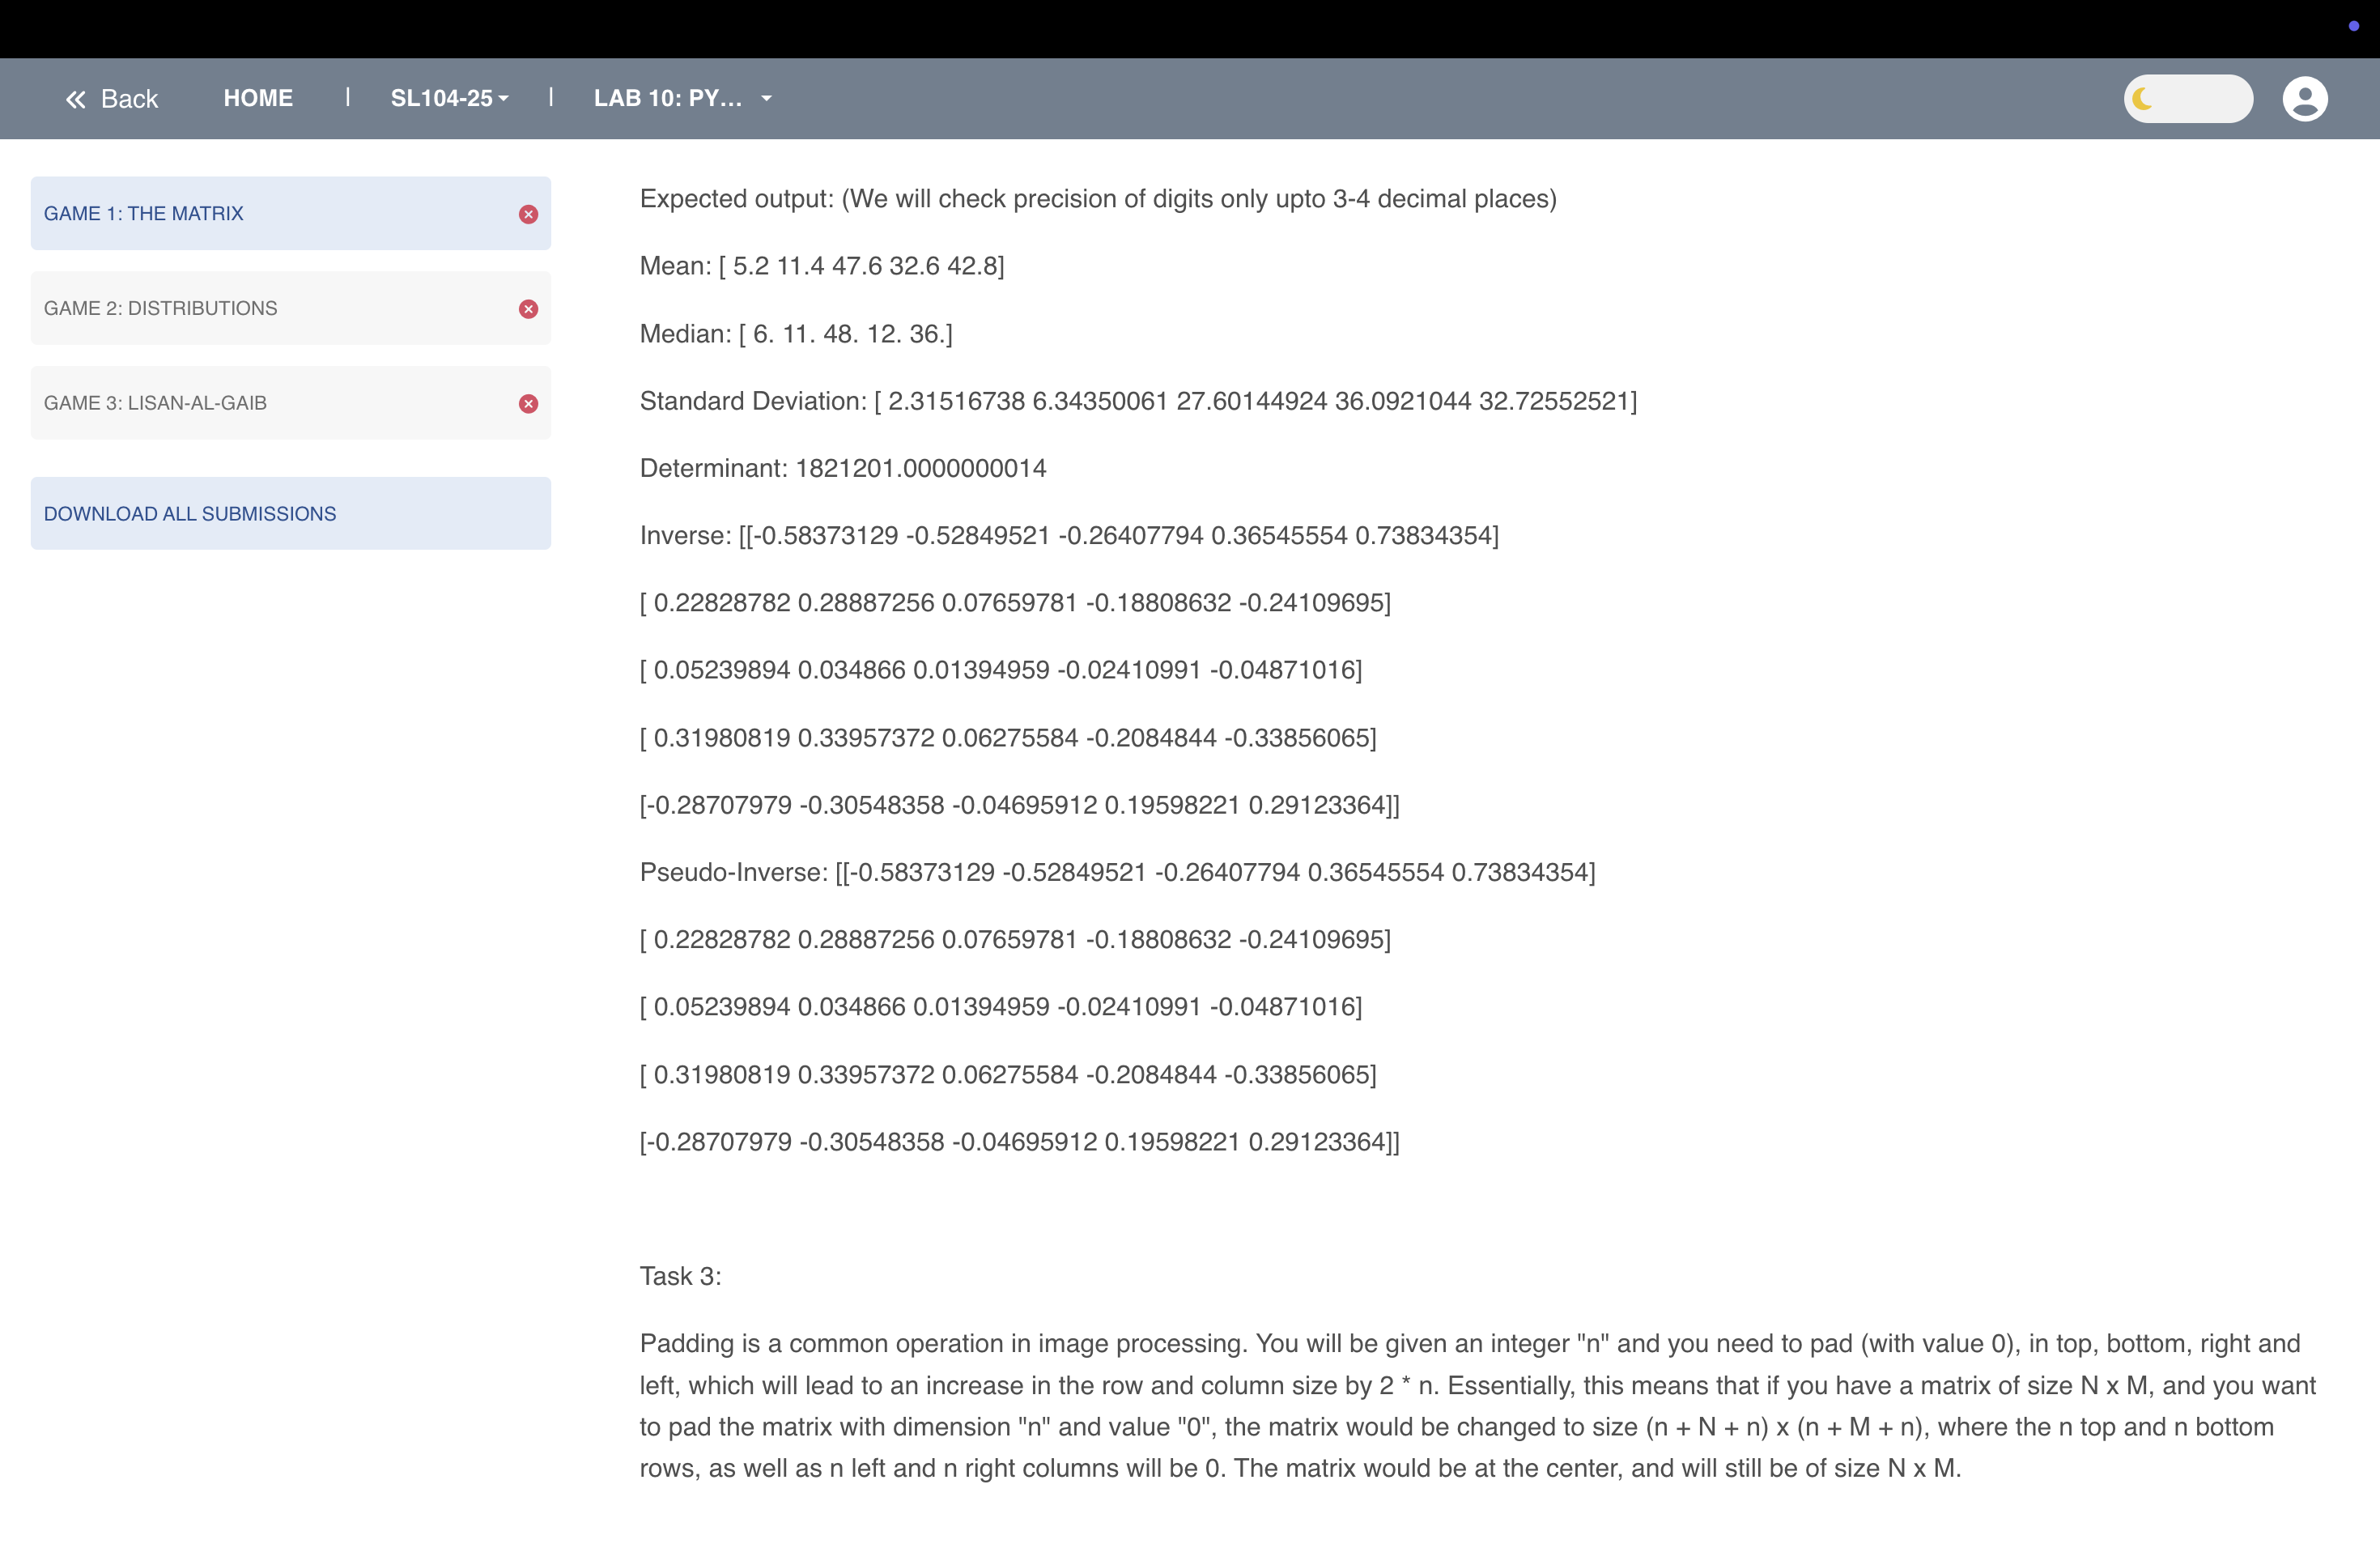 Back
HOME
|
SL104-25
|
LAB 10: PY...
GAME 1: THE MATRIX
GAME 2: DISTRIBUTIONS
GAME 3: LISAN-AL-GAIB
DOWNLOAD ALL SUBMISSIONS
Expected output: (We will check precision of digits only upto 3-4 decimal places)
Mean: [ 5.2 11.4 47.6 32.6 42.8]
Median: [ 6. 11. 48. 12. 36.]
Standard Deviation: [ 2.31516738 6.34350061 27.60144924 36.0921044 32.72552521]
Determinant: 1821201.0000000014
Inverse: [[-0.58373129 -0.52849521 -0.26407794 0.36545554 0.73834354]
[ 0.22828782 0.28887256 0.07659781 -0.18808632 -0.24109695]
[ 0.05239894 0.034866 0.01394959 -0.02410991 -0.04871016]
[ 0.31980819 0.33957372 0.06275584 -0.2084844 -0.33856065]
[-0.28707979 -0.30548358 -0.04695912 0.19598221 0.29123364]]
Pseudo-Inverse: [[-0.58373129 -0.52849521 -0.26407794 0.36545554 0.73834354]
[ 0.22828782 0.28887256 0.07659781 -0.18808632 -0.24109695]
[ 0.05239894 0.034866 0.01394959 -0.02410991 -0.04871016]
[ 0.31980819 0.33957372 0.06275584 -0.2084844 -0.33856065]
[-0.28707979 -0.30548358 -0.04695912 0.19598221 0.29123364]]
Task 3:
Padding is a common operation in image processing. You will be given an integer "n" and you need to pad (with value 0), in top, bottom, right and
left, which will lead to an increase in the row and column size by 2 * n. Essentially, this means that if you have a matrix of size N x M, and you want
to pad the matrix with dimension "n" and value "0", the matrix would be changed to size (n + N + n) x (n + M + n), where the n top and n bottom
rows, as well as n left and n right columns will be 0. The matrix would be at the center, and will still be of size N x M.